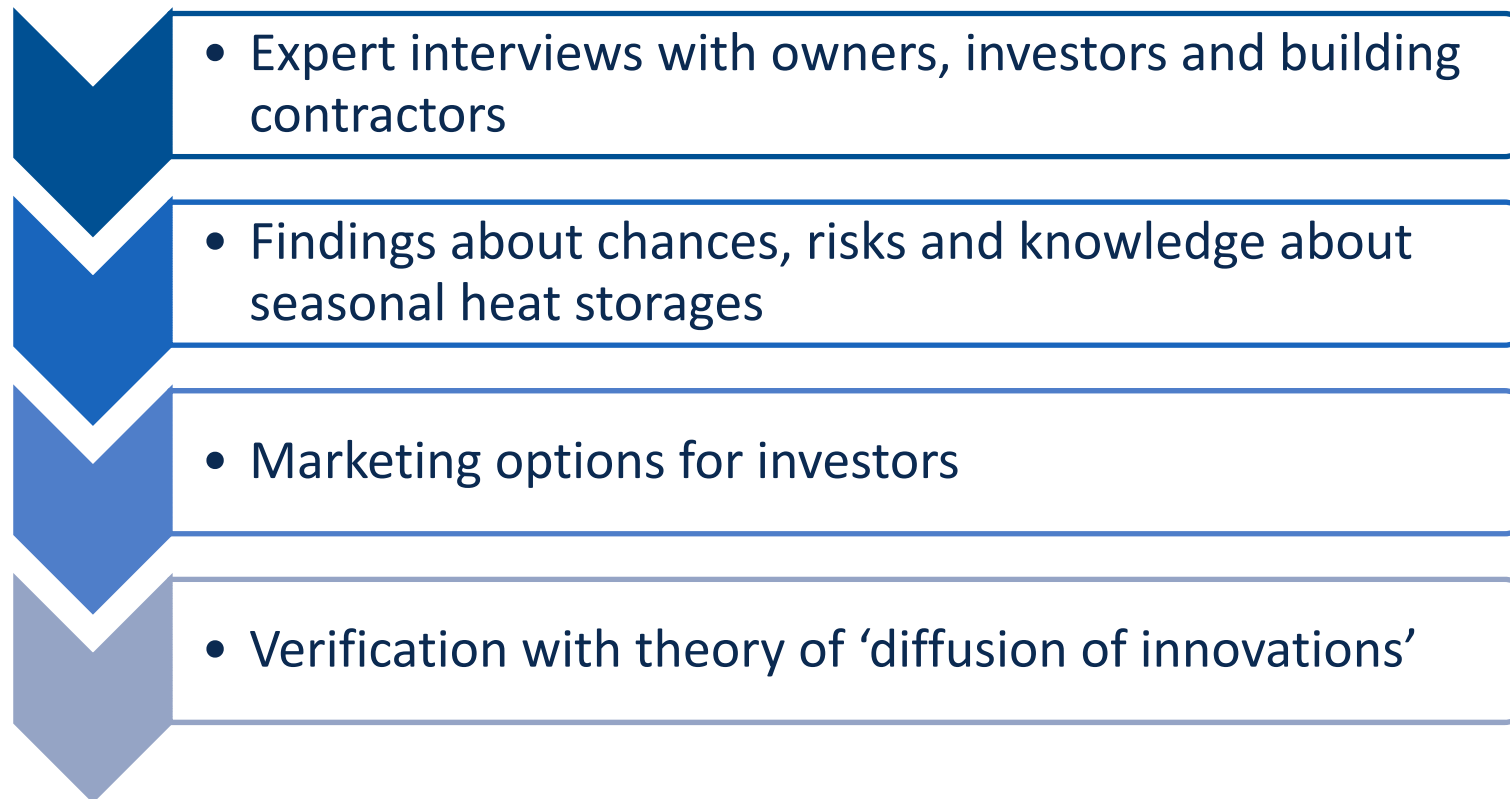 • Expert interviews with owners, investors and building
contractors
• Findings about chances, risks and knowledge about
seasonal heat storages
• Marketing options for investors
• Verification with theory of ‘diffusion of innovations’